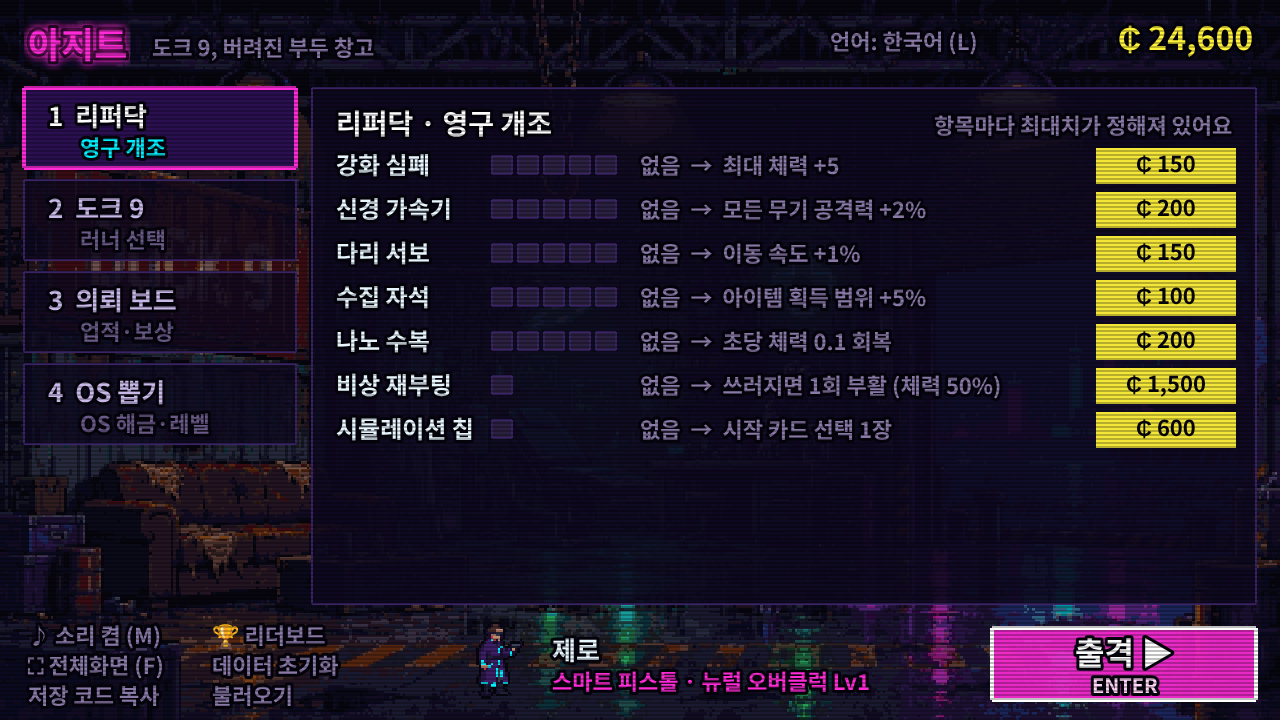 아지트 도크 9, 버려진 부두 창고 언어: 한국어 (L) ₵ 24,600
1 리퍼닥
영구 개조
2 도크 9
러너 선택
3 의뢰 보드
업적·보상
4 OS 뽑기
OS 해금·레벨
리퍼닥 · 영구 개조 항목마다 최대치가 정해져 있어요
강화 심폐 없음 → 최대 체력 +5 ₵ 150
신경 가속기 없음 → 모든 무기 공격력 +2% ₵ 200
다리 서보 없음 → 이동 속도 +1% ₵ 150
수집 자석 없음 → 아이템 획득 범위 +5% ₵ 100
나노 수복 없음 → 초당 체력 0.1 회복 ₵ 200
비상 재부팅 없음 → 쓰러지면 1회 부활 (체력 50%) ₵ 1,500
시뮬레이션 칩 없음 → 시작 카드 선택 1장 ₵ 600
♪ 소리 켬 (M) 🏆 리더보드
⛶ 전체화면 (F) 데이터 초기화
저장 코드 복사 불러오기
제로
스마트 피스톨 · 뉴럴 오버클럭 Lv1
출격 ▶
ENTER